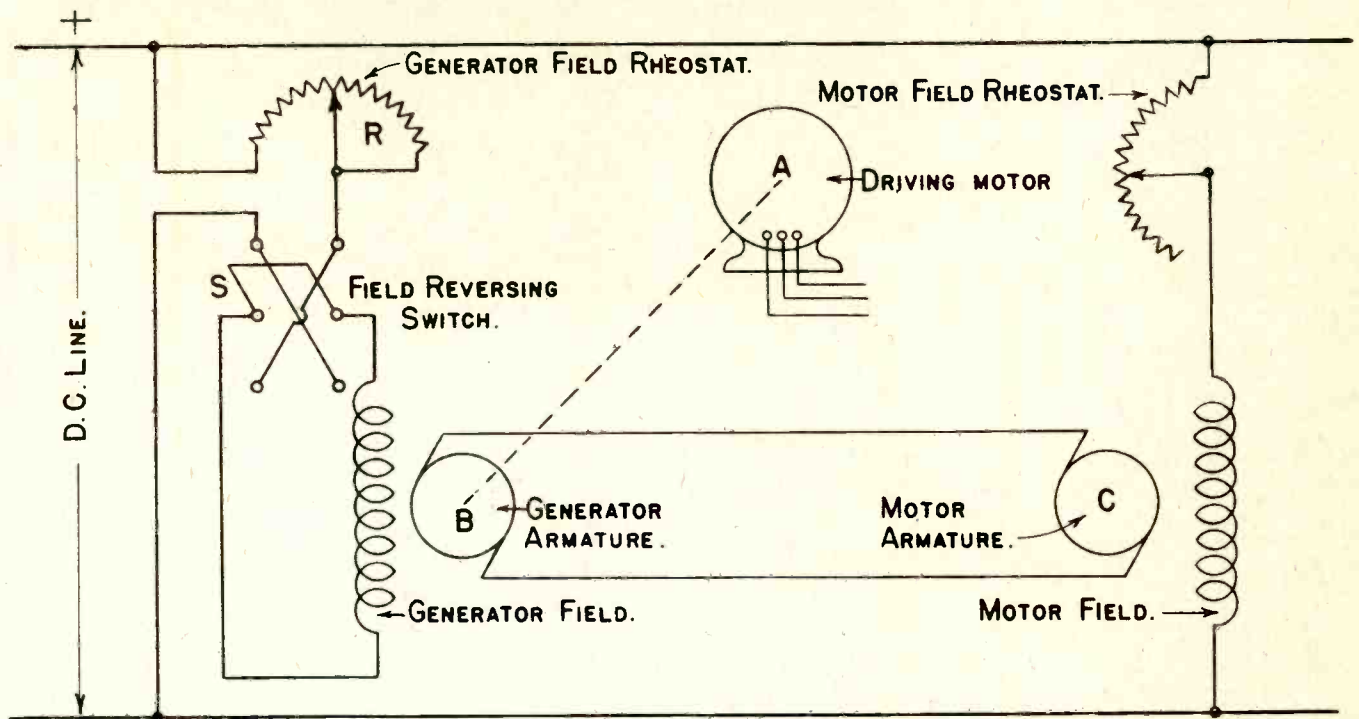 +
GENERATOR FIELD RHEOSTAT.
MOTOR FIELD RHEOSTAT.
R
A
DRIVING MOTOR
S
FIELD REVERSING
SWITCH.
D.C. LINE.
B
GENERATOR
ARMATURE.
MOTOR
ARMATURE.
C
GENERATOR FIELD.
MOTOR FIELD.